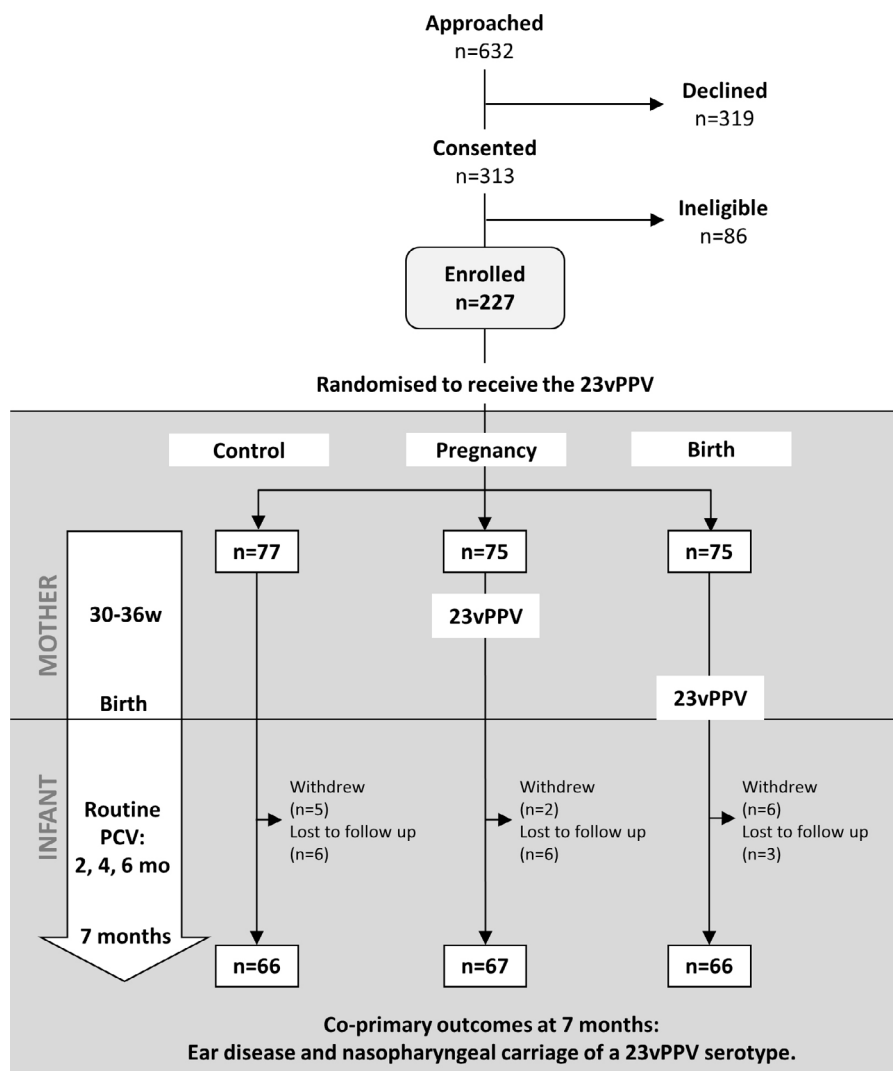 Approached
n=632
Declined
n=319
Consented
n=313
Ineligible
n=86
Enrolled
n=227
Randomised to receive the 23vPPV
Control
Pregnancy
Birth
n=77
n=75
n=75
MOTHER
30-36w
23vPPV
Birth
23vPPV
INFANT
Routine
PCV:
2, 4, 6 mo
Withdrew
(n=5)
Lost to follow up
(n=6)
Withdrew
(n=2)
Lost to follow up
(n=6)
Withdrew
(n=6)
Lost to follow up
(n=3)
7 months
n=66
n=67
n=66
Co-primary outcomes at 7 months:
Ear disease and nasopharyngeal carriage of a 23vPPV serotype.